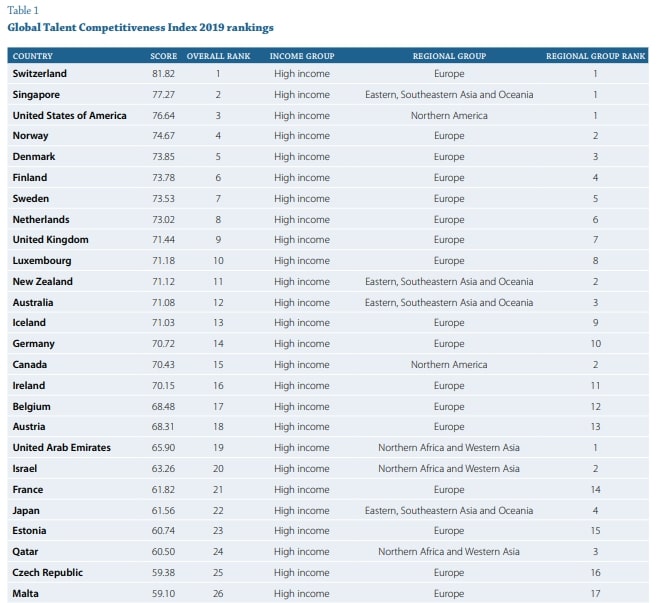 Table 1
Global Talent Competitiveness Index 2019 rankings
COUNTRY SCORE OVERALL RANK INCOME GROUP REGIONAL GROUP REGIONAL GROUP RANK
Switzerland 81.82 1 High income Europe 1
Singapore 77.27 2 High income Eastern, Southeastern Asia and Oceania 1
United States of America 76.64 3 High income Northern America 1
Norway 74.67 4 High income Europe 2
Denmark 73.85 5 High income Europe 3
Finland 73.78 6 High income Europe 4
Sweden 73.53 7 High income Europe 5
Netherlands 73.02 8 High income Europe 6
United Kingdom 71.44 9 High income Europe 7
Luxembourg 71.18 10 High income Europe 8
New Zealand 71.12 11 High income Eastern, Southeastern Asia and Oceania 2
Australia 71.08 12 High income Eastern, Southeastern Asia and Oceania 3
Iceland 71.03 13 High income Europe 9
Germany 70.72 14 High income Europe 10
Canada 70.43 15 High income Northern America 2
Ireland 70.15 16 High income Europe 11
Belgium 68.48 17 High income Europe 12
Austria 68.31 18 High income Europe 13
United Arab Emirates 65.90 19 High income Northern Africa and Western Asia 1
Israel 63.26 20 High income Northern Africa and Western Asia 2
France 61.82 21 High income Europe 14
Japan 61.56 22 High income Eastern, Southeastern Asia and Oceania 4
Estonia 60.74 23 High income Europe 15
Qatar 60.50 24 High income Northern Africa and Western Asia 3
Czech Republic 59.38 25 High income Europe 16
Malta 59.10 26 High income Europe 17